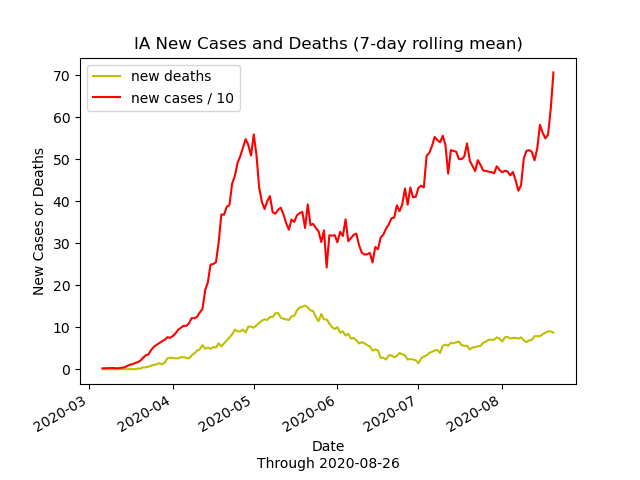 IA New Cases and Deaths (7-day rolling mean)
new deaths
new cases / 10
New Cases or Deaths
70
60
50
40
30
20
10
0
2020-03
2020-04
2020-05
2020-06
2020-07
2020-08
Date
Through 2020-08-26